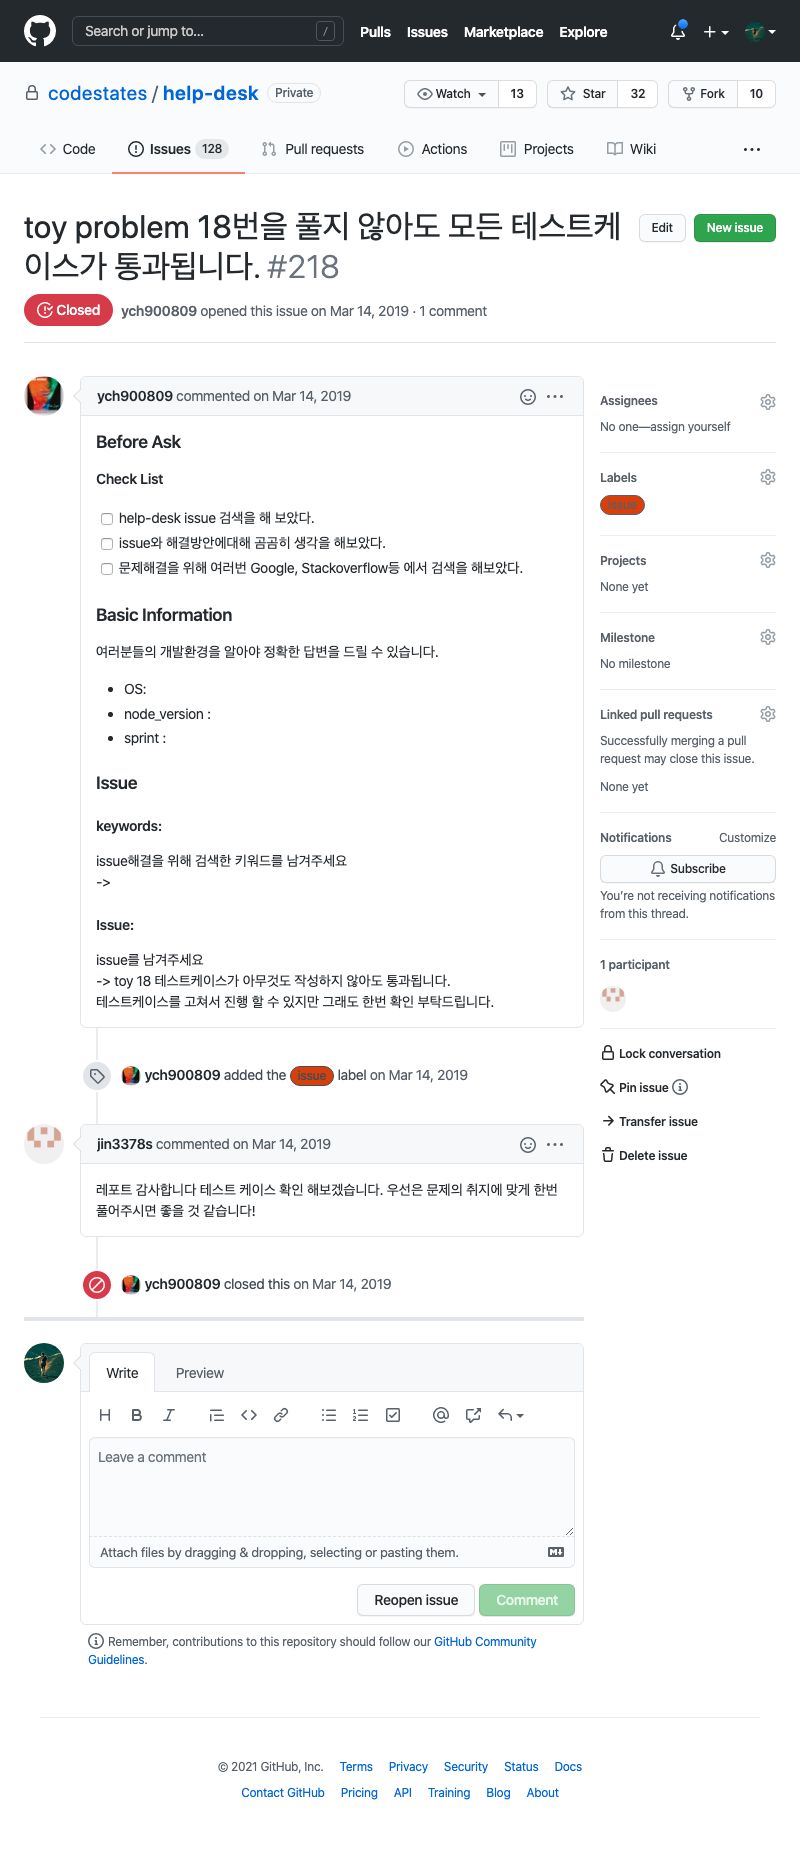 Search or jump to... /
Pulls Issues Marketplace Explore
codestates / help-desk Private
Watch 13 Star 32 Fork 10
Code Issues 128 Pull requests Actions Projects Wiki
toy problem 18번을 풀지 않아도 모든 테스트케
이스가 통과됩니다. #218
Edit New issue
Closed ych900809 opened this issue on Mar 14, 2019 · 1 comment
ych900809 commented on Mar 14, 2019
Before Ask
Check List
help-desk issue 검색을 해 보았다.
issue와 해결방안에대해 곰곰히 생각을 해보았다.
문제해결을 위해 여러번 Google, Stackoverflow등 에서 검색을 해보았다.
Basic Information
여러분들의 개발환경을 알아야 정확한 답변을 드릴 수 있습니다.
OS:
node_version :
sprint :
Issue
keywords:
issue해결을 위해 검색한 키워드를 남겨주세요
->
Issue:
issue를 남겨주세요
-> toy 18 테스트케이스가 아무것도 작성하지 않아도 통과됩니다.
테스트케이스를 고쳐서 진행 할 수 있지만 그래도 한번 확인 부탁드립니다.
ych900809 added the issue label on Mar 14, 2019
jin3378s commented on Mar 14, 2019
레포트 감사합니다 테스트 케이스 확인 해보겠습니다. 우선은 문제의 취지에 맞게 한번
풀어주시면 좋을 것 같습니다!
ych900809 closed this on Mar 14, 2019
Assignees
No one—assign yourself
Labels
issue
Projects
None yet
Milestone
No milestone
Linked pull requests
Successfully merging a pull
request may close this issue.
None yet
Notifications Customize
Subscribe
You're not receiving notifications
from this thread.
1 participant
Lock conversation
Pin issue
Transfer issue
Delete issue
Write Preview
Leave a comment
Attach files by dragging & dropping, selecting or pasting them.
Reopen issue Comment
Remember, contributions to this repository should follow our GitHub Community
Guidelines.
© 2021 GitHub, Inc. Terms Privacy Security Status Docs
Contact GitHub Pricing API Training Blog About